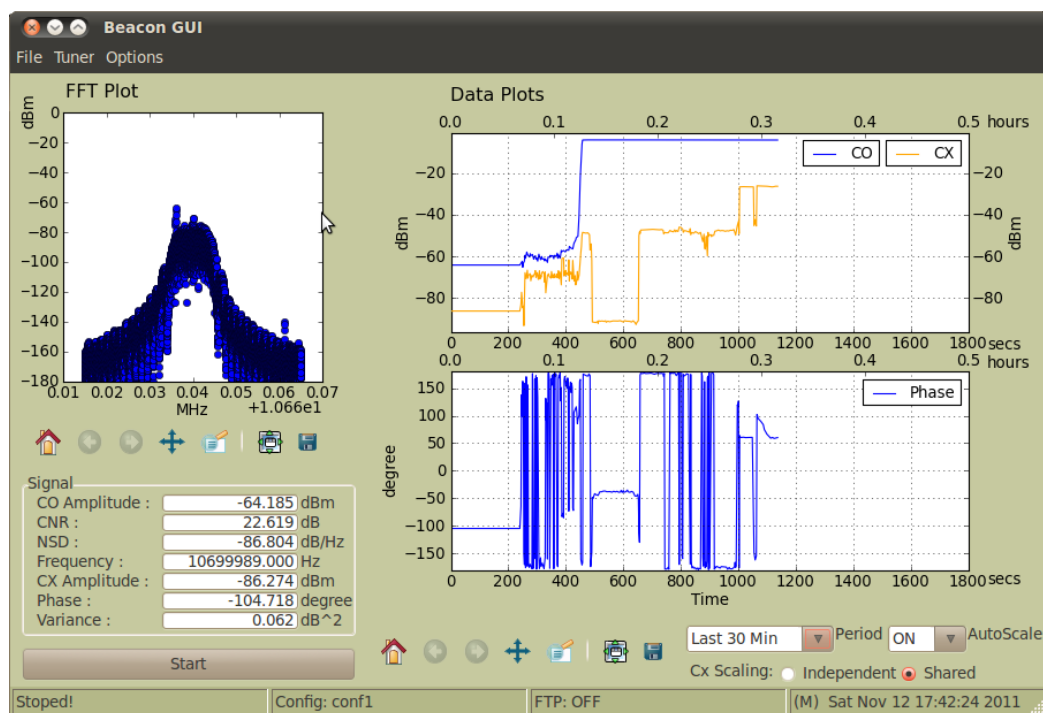 Beacon GUI
File Tuner Options
FFT Plot
dBm
0
−20
−40
−60
−80
−100
−120
−140
−160
−180
0.01 0.02 0.03 0.04 0.05 0.06 0.07
MHz +1.066e1
Data Plots
0.0 0.1 0.2 0.3 0.4 0.5 hours
CO CX
dBm
−20
−40
−60
−80
−20
−40
−60
−80
dBm
0 200 400 600 800 1000 1200 1400 1600 1800 secs
0.0 0.1 0.2 0.3 0.4 0.5 hours
Phase
degree
150
100
50
0
−50
−100
−150
0 200 400 600 800 1000 1200 1400 1600 1800 secs
Time
Signal
CO Amplitude : -64.185 dBm
CNR : 22.619 dB
NSD : -86.804 dB/Hz
Frequency : 10699989.000 Hz
CX Amplitude : -86.274 dBm
Phase : -104.718 degree
Variance : 0.062 dB^2
Start
Last 30 Min Period ON AutoScale
Cx Scaling: Independent Shared
Stoped! Config: conf1 FTP: OFF (M) Sat Nov 12 17:42:24 2011